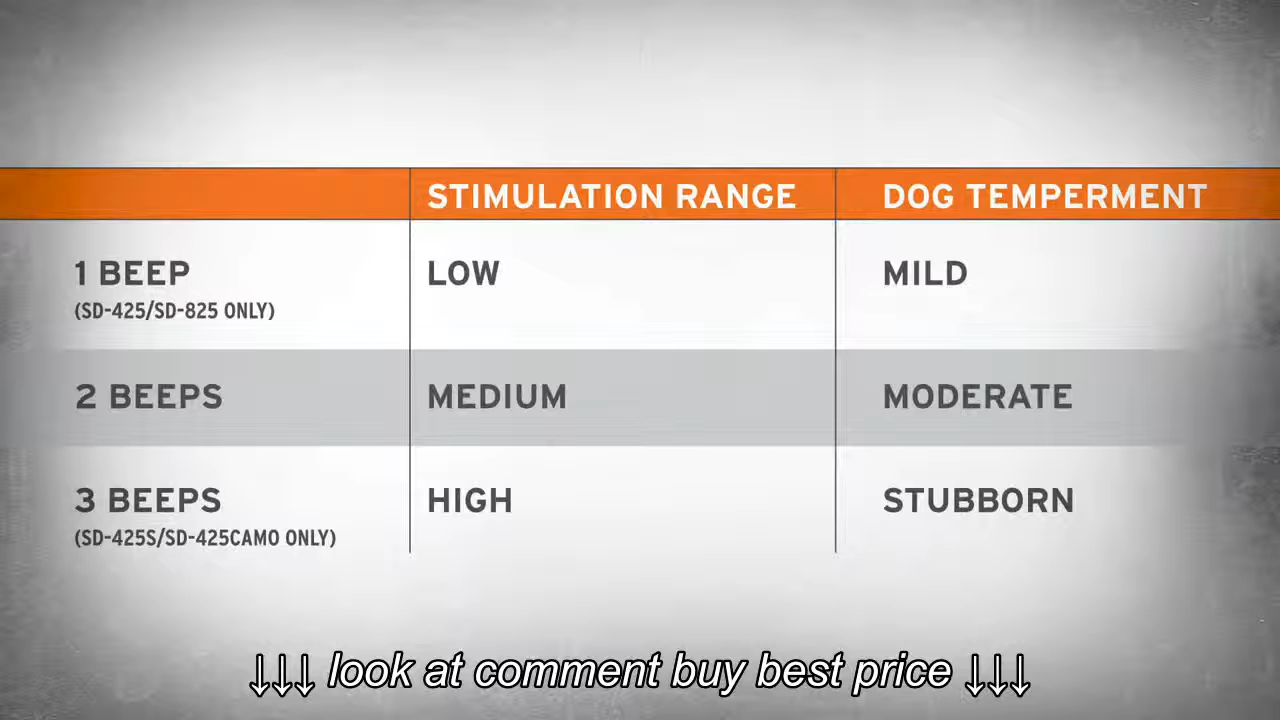 STIMULATION RANGE DOG TEMPERMENT
1 BEEP LOW MILD
(SD-425/SD-825 ONLY)
2 BEEPS MEDIUM MODERATE
3 BEEPS HIGH STUBBORN
(SD-425S/SD-425CAMO ONLY)
↓↓↓ look at comment buy best price ↓↓↓